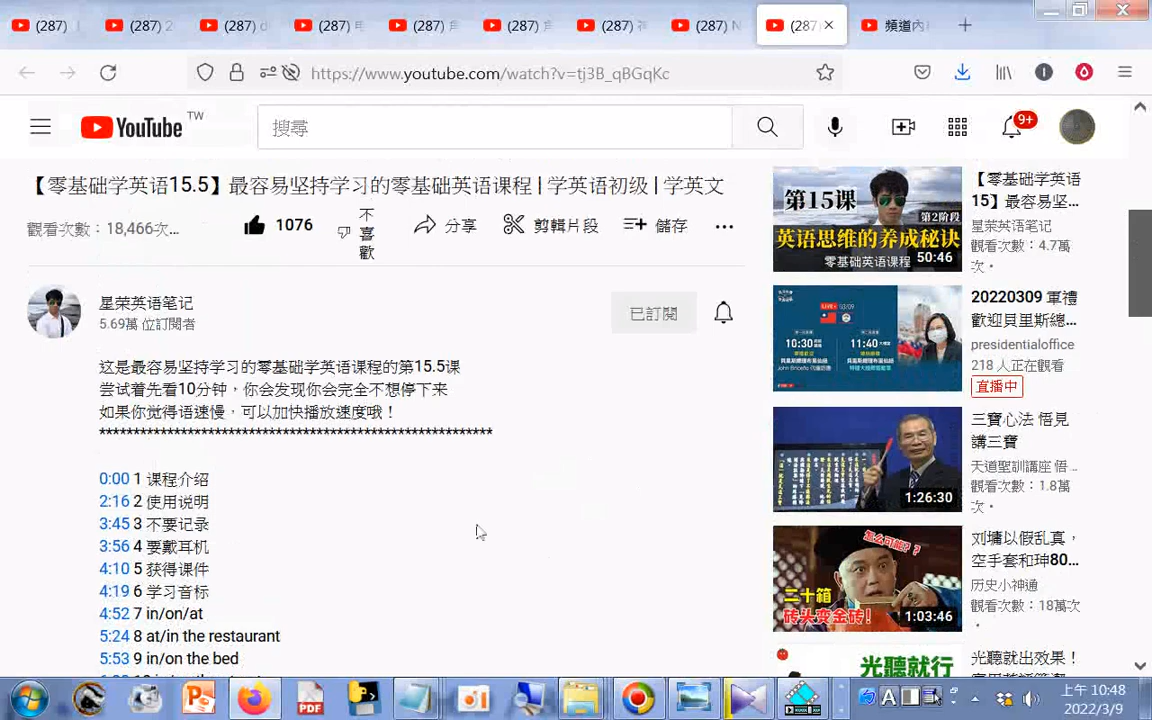 (287)
(287) 2
(287) d
(287)
(287)
(287)
(287)
(287) N
(287)
頻道內
https://www.youtube.com/watch?v=tj3B_qBGqKc
YouTube TW
搜尋
9+
【零基础学英语15.5】最容易坚持学习的零基础英语课程 | 学英语初级 | 学英文
觀看次數：18,466次...
1076
不喜歡
分享
剪輯片段
儲存
星荣英语笔记
5.69萬 位訂閱者
已訂閱
这是最容易坚持学习的零基础学英语课程的第15.5课
尝试着先看10分钟，你会发现你会完全不想停下来
如果你觉得语速慢，可以加快播放速度哦！
**********************************************************
0:00 1 课程介绍
2:16 2 使用说明
3:45 3 不要记录
3:56 4 要戴耳机
4:10 5 获得课件
4:19 6 学习音标
4:52 7 in/on/at
5:24 8 at/in the restaurant
5:53 9 in/on the bed
第15课
第2阶段
英语思维的养成秘诀
零基础英语课程
50:46
【零基础学英语
15】最容易坚...
星荣英语笔记
觀看次數：4.7萬
次・
10:30
11:40
20220309 軍禮
歡迎貝里斯總...
presidentialoffice
218 人正在觀看
直播中
1:26:30
三寶心法 悟見
講三寶
天道聖訓講座 悟...
觀看次數：1.8萬
次・
怎么可能？？
二十箱
砖头变金砖！
1:03:46
刘墉以假乱真，
空手套和珅80...
历史小神通
觀看次數：18萬次
・
光聽就行
光聽就出效果！
PDF
A
上午 10:48
2022/3/9